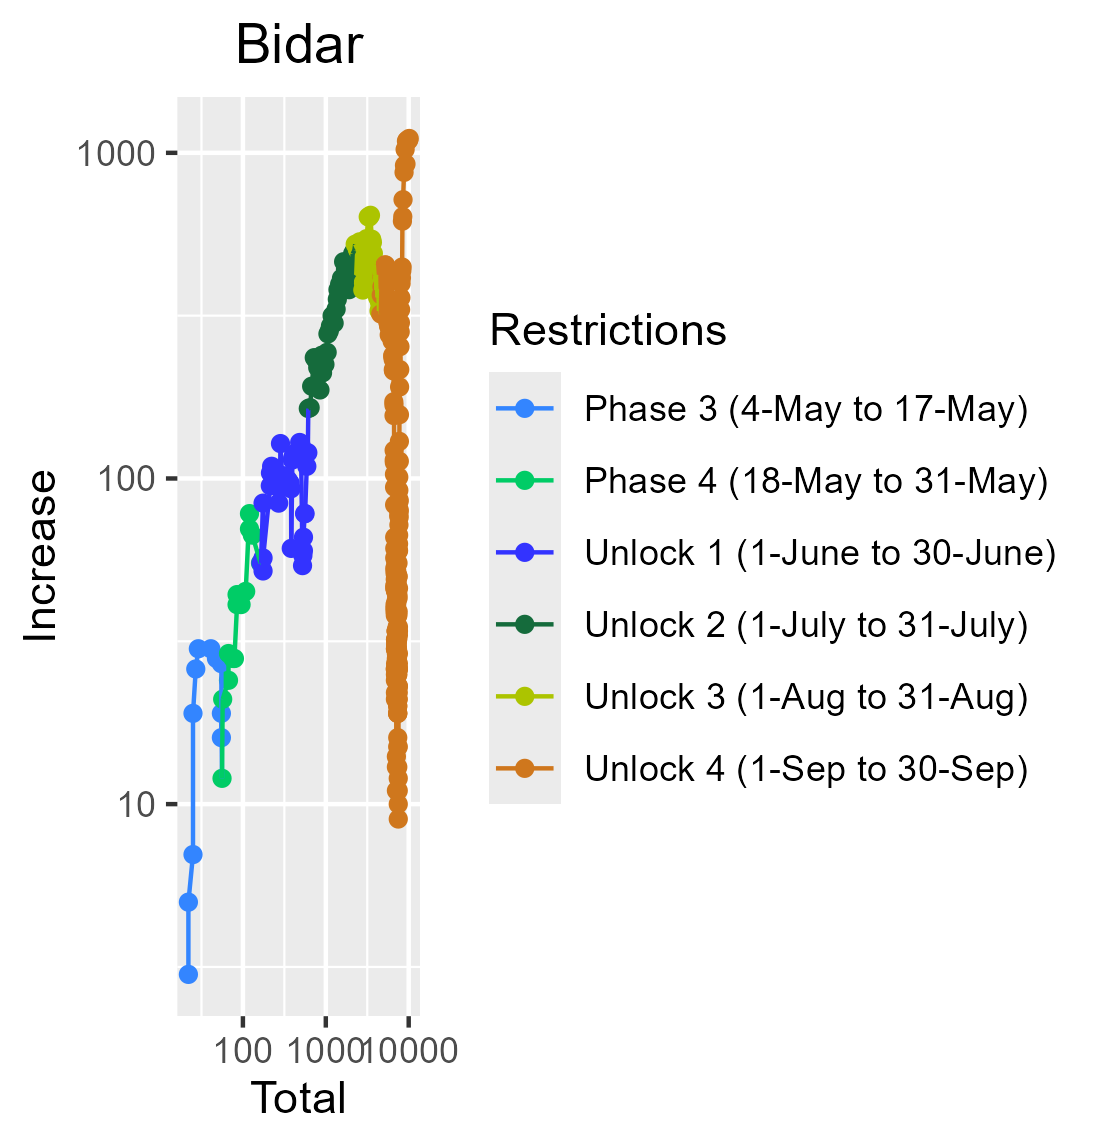 Bidar
1000
100
10
Increase
100 1000 10000
Total
Restrictions
Phase 3 (4-May to 17-May)
Phase 4 (18-May to 31-May)
Unlock 1 (1-June to 30-June)
Unlock 2 (1-July to 31-July)
Unlock 3 (1-Aug to 31-Aug)
Unlock 4 (1-Sep to 30-Sep)